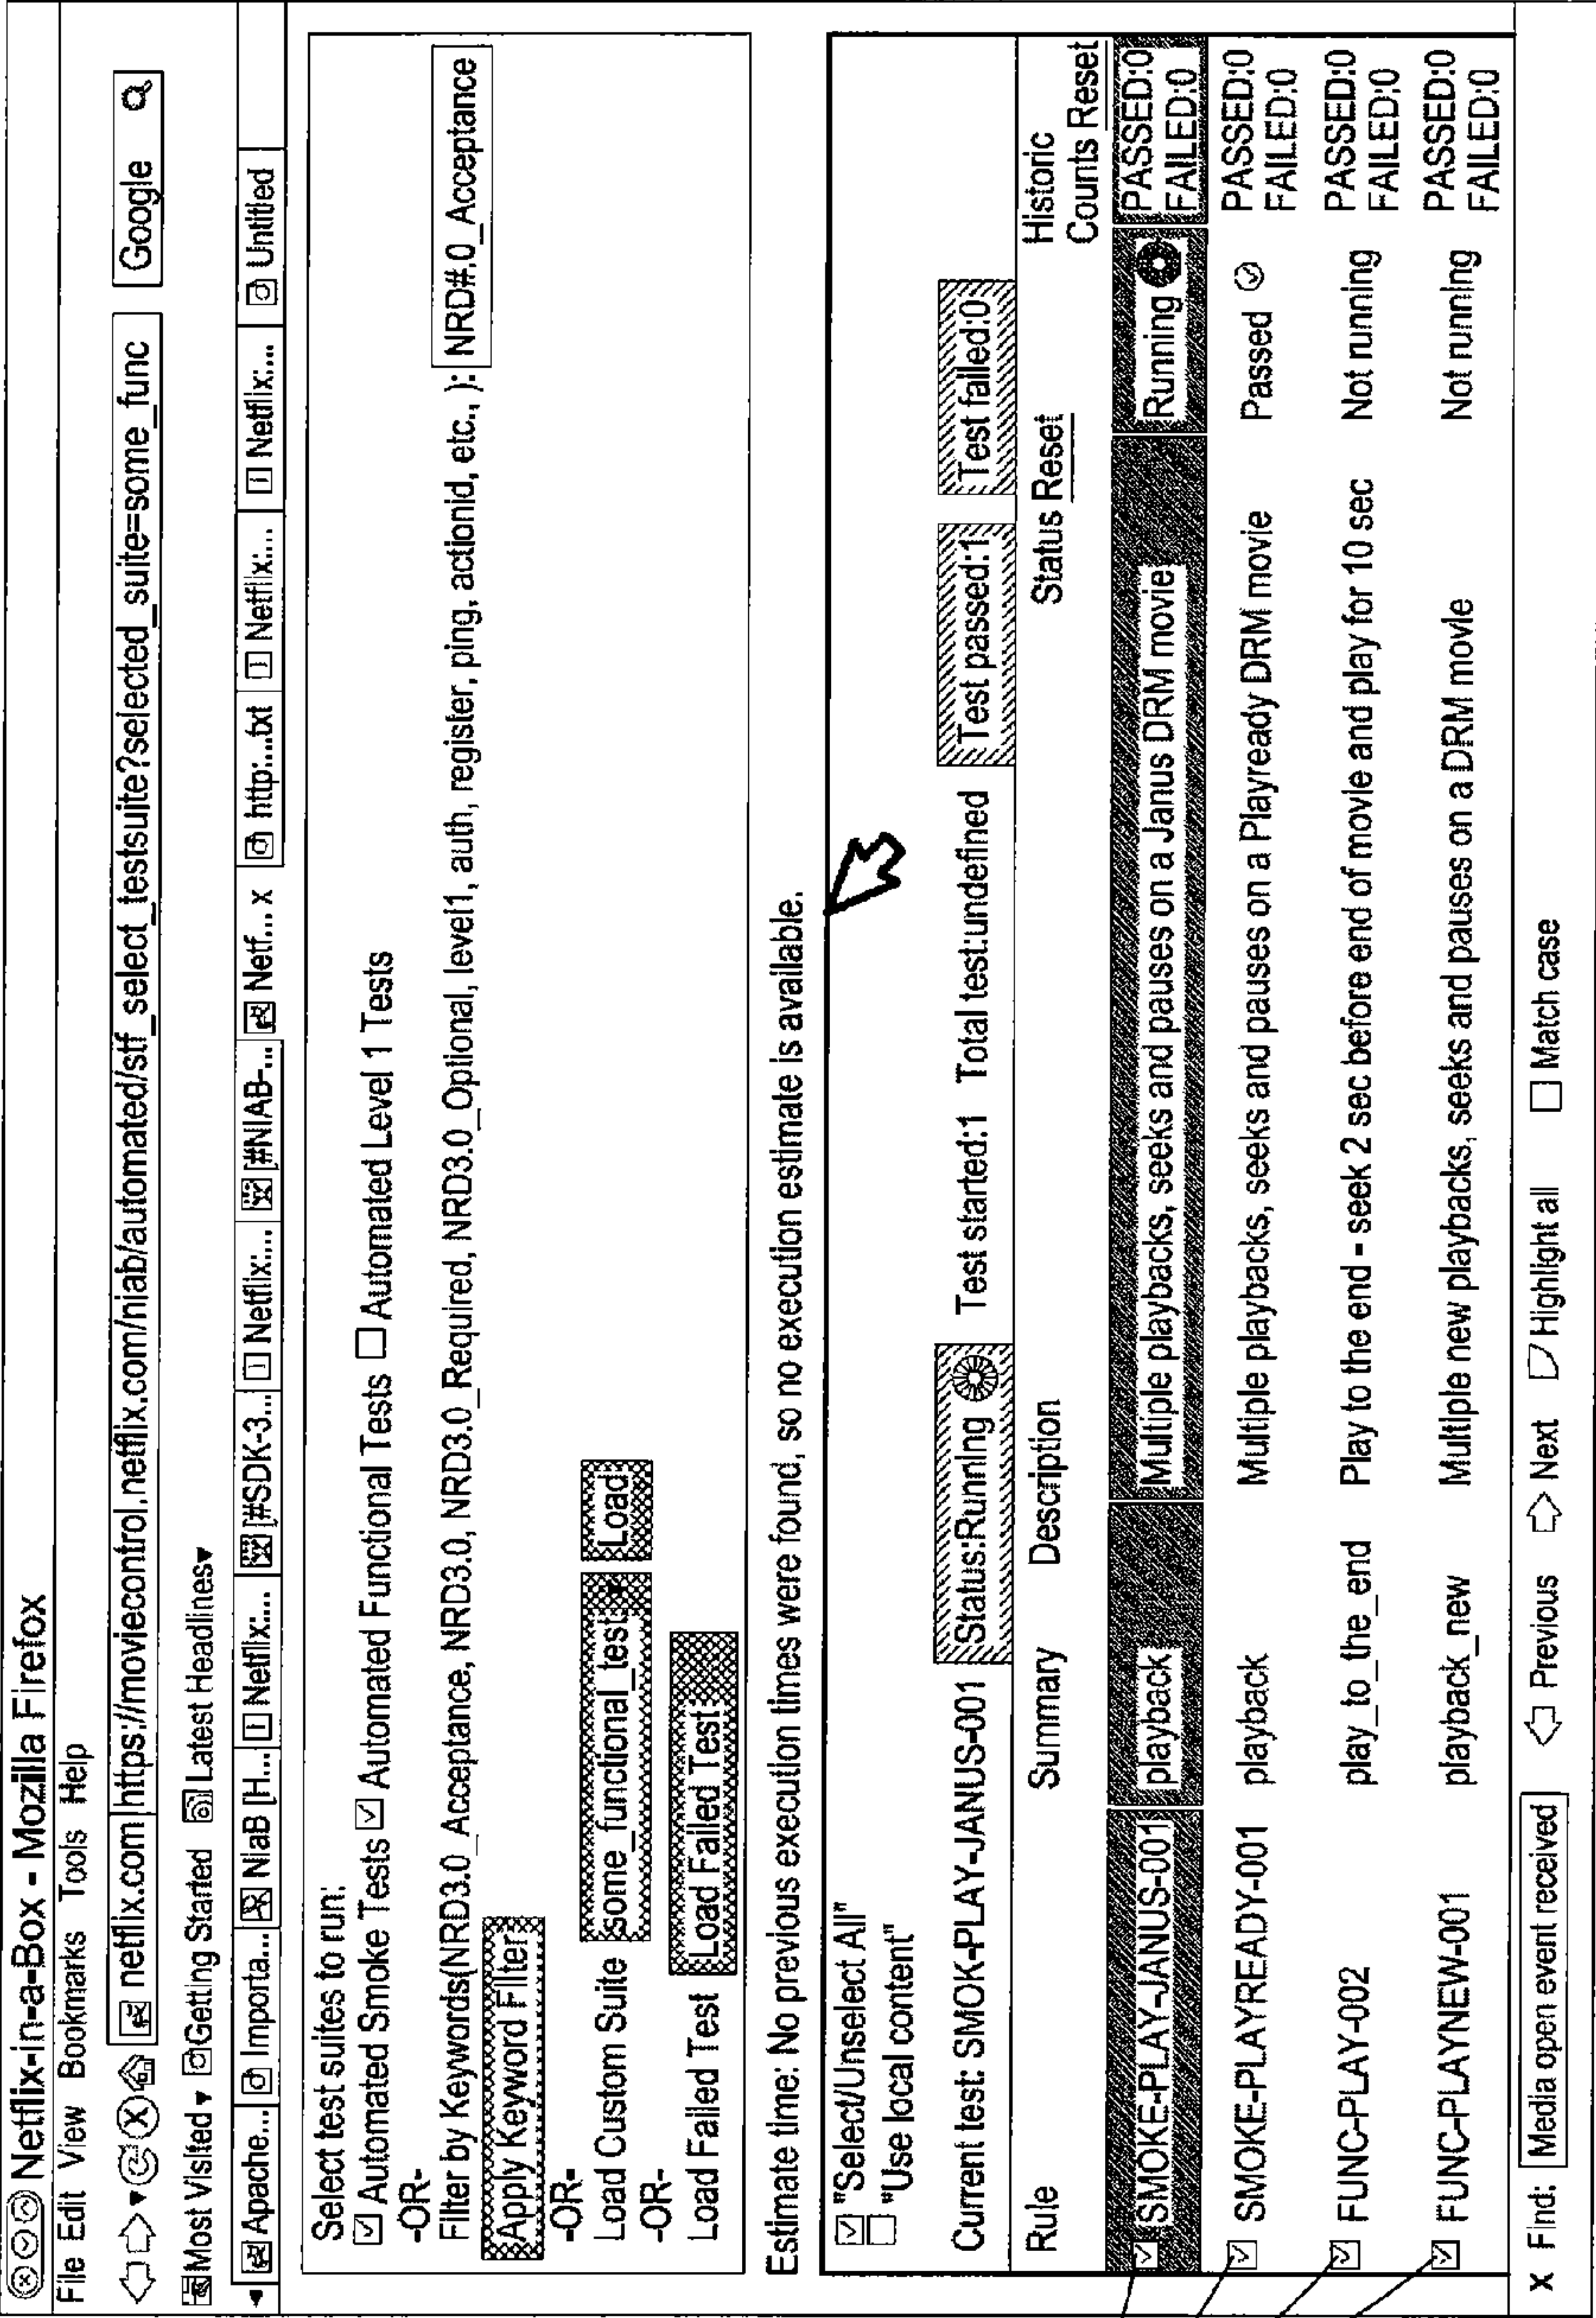 Netflix-in-a-Box - Mozilla Firefox
File Edit View Bookmarks Tools Help
netflix.com https://moviecontrol.netflix.com/niab/automated/stf_select_testsuite?selected_suite=some_func Google
Most Visited Getting Started Latest Headlines
Apache... Importa... NiaB [H... Netflix:... [#SDK-3... Netflix:... [#NIAB-... Netf... x http:...txt Netflix:... Netflix:... Untitled
Select test suites to run:
Automated Smoke Tests Automated Functional Tests Automated Level 1 Tests
-OR-
Filter by Keywords(NRD3.0_Acceptance, NRD3.0, NRD3.0_Required, NRD3.0_Optional, level1, auth, register, ping, actionid, etc., ): NRD#.0_Acceptance
Apply Keyword Filter
-OR-
Load Custom Suite some_functional_test Load
-OR-
Load Failed Test Load Failed Test
Estimate time: No previous execution times were found, so no execution estimate is available.
"Select/Unselect All"
"Use local content"
Current test: SMOK-PLAY-JANUS-001 Status:Running Test started:1 Total test:undefined Test passed:1 Test failed:0
Rule Summary Description Status Reset Historic Counts Reset
SMOKE-PLAY-JANUS-001 playback Multiple playbacks, seeks and pauses on a Janus DRM movie Running PASSED:0 FAILED:0
SMOKE-PLAYREADY-001 playback Multiple playbacks, seeks and pauses on a Playready DRM movie Passed PASSED:0 FAILED:0
FUNC-PLAY-002 play_to_the_end Play to the end - seek 2 sec before end of movie and play for 10 sec Not running PASSED:0 FAILED:0
FUNC-PLAYNEW-001 playback_new Multiple new playbacks, seeks and pauses on a DRM movie Not running PASSED:0 FAILED:0
x Find: Media open event received Previous Next Highlight all Match case